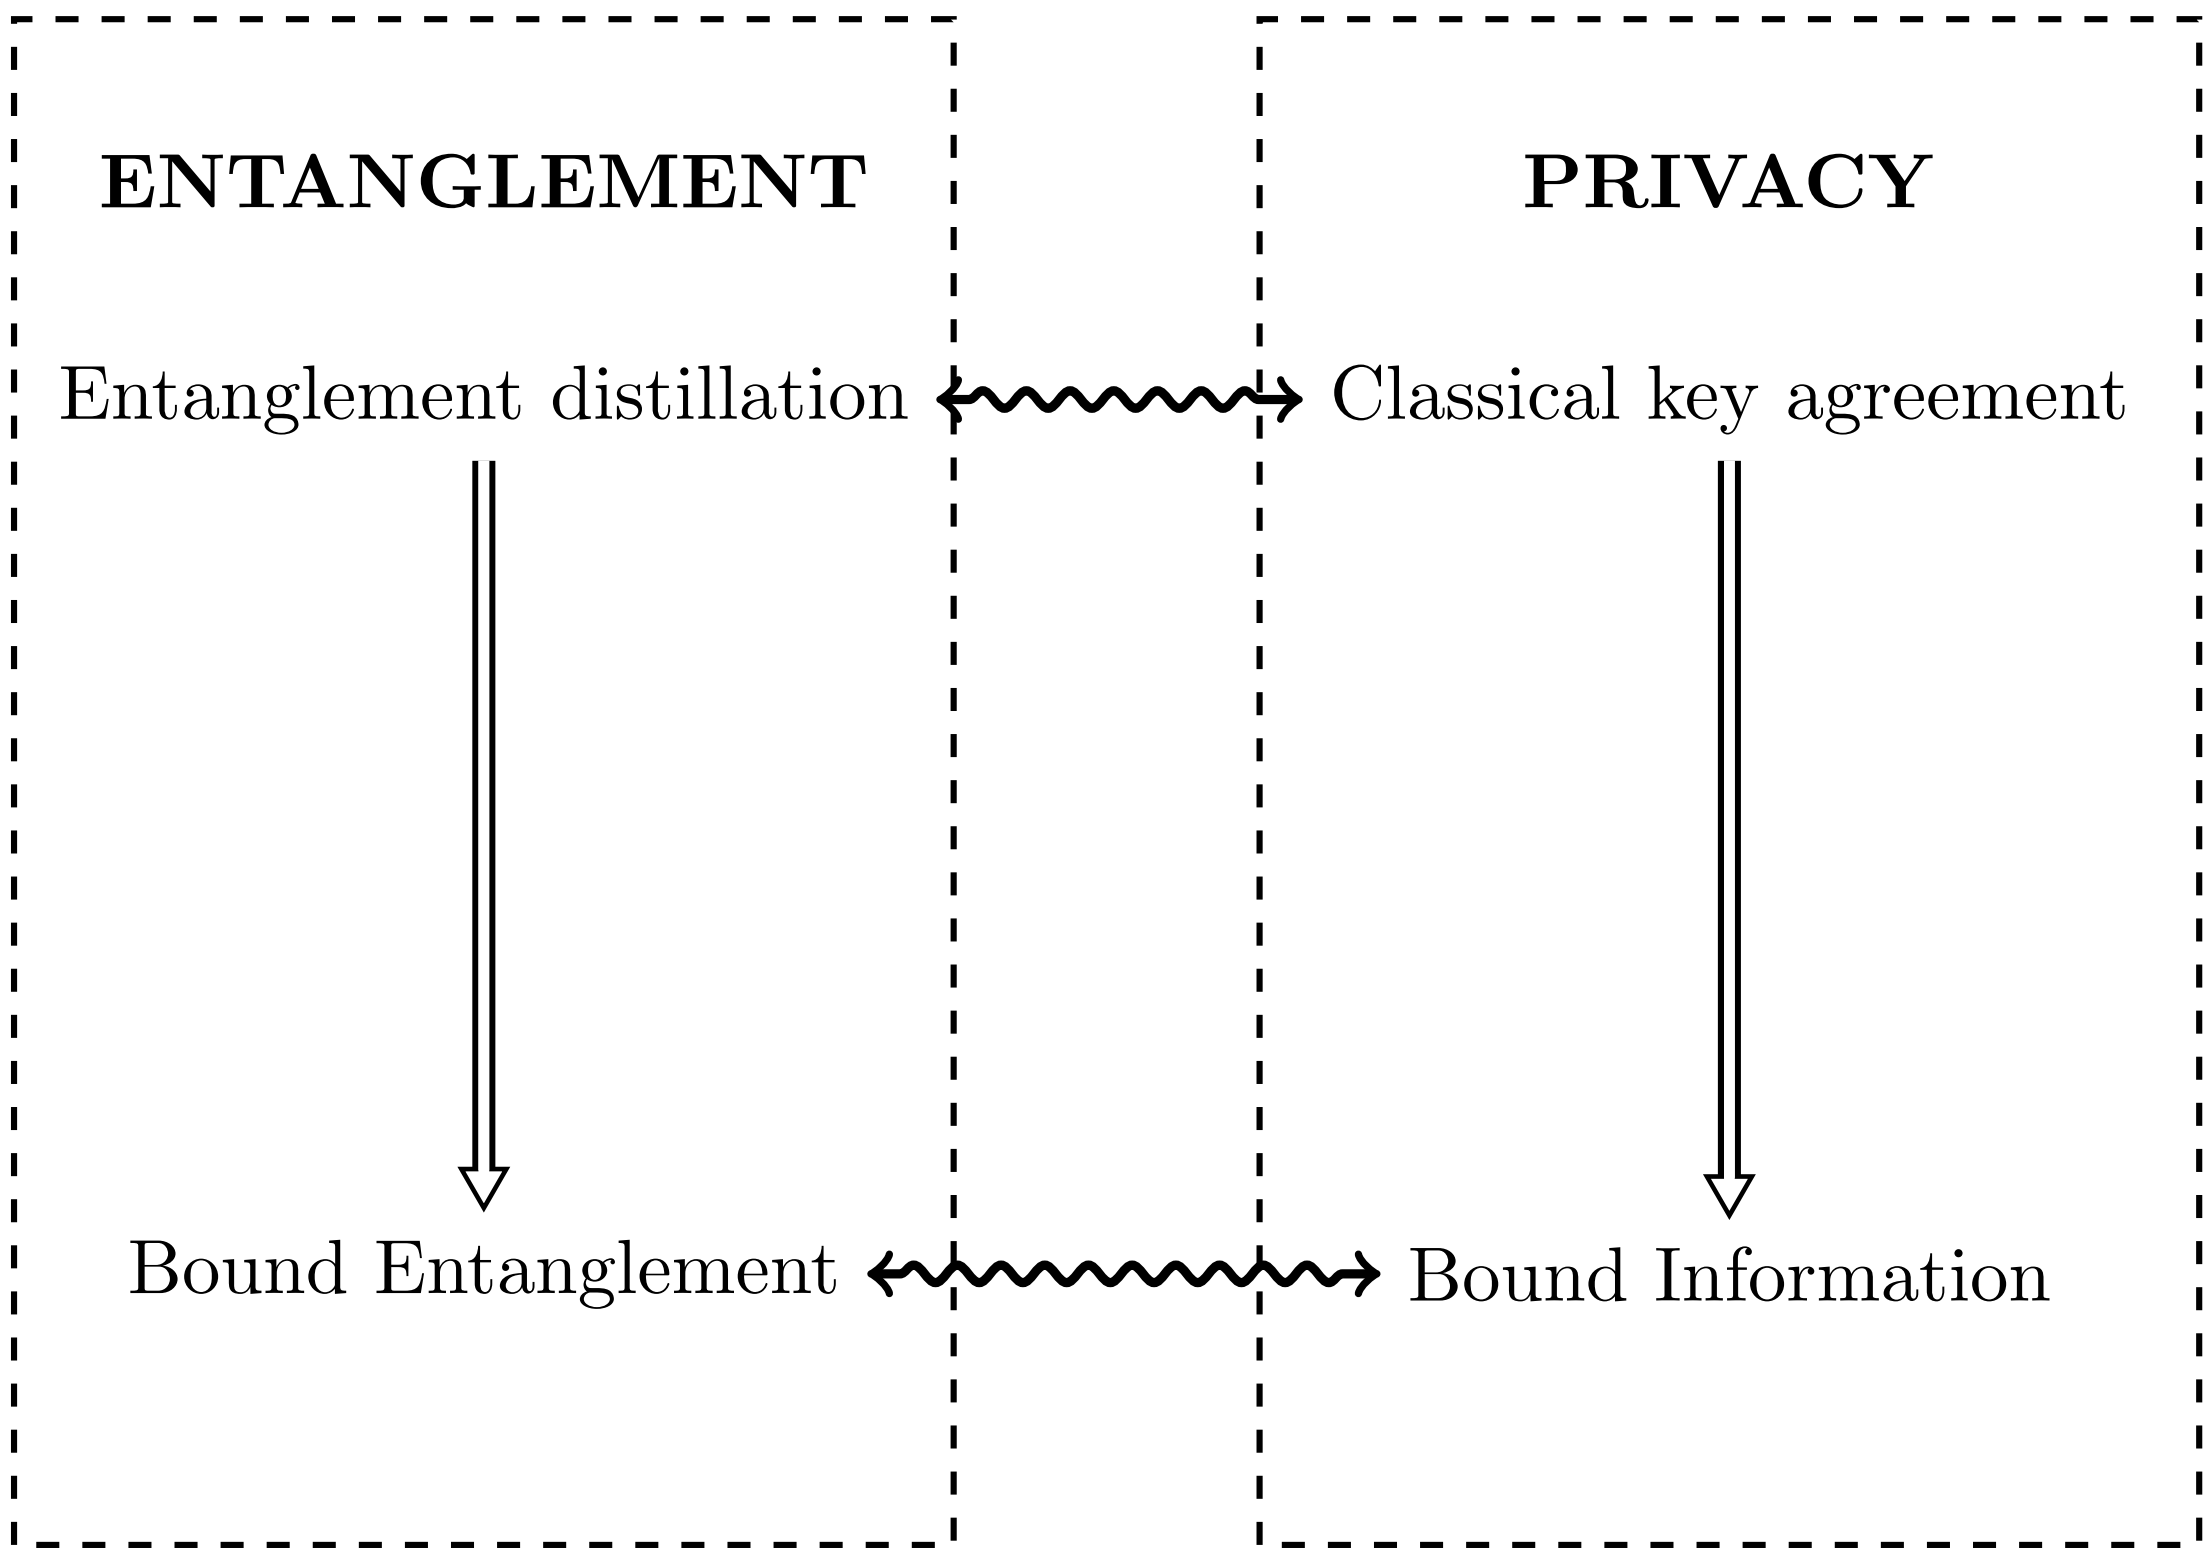 ENTANGLEMENT
PRIVACY
Entanglement distillation
Classical key agreement
Bound Entanglement
Bound Information